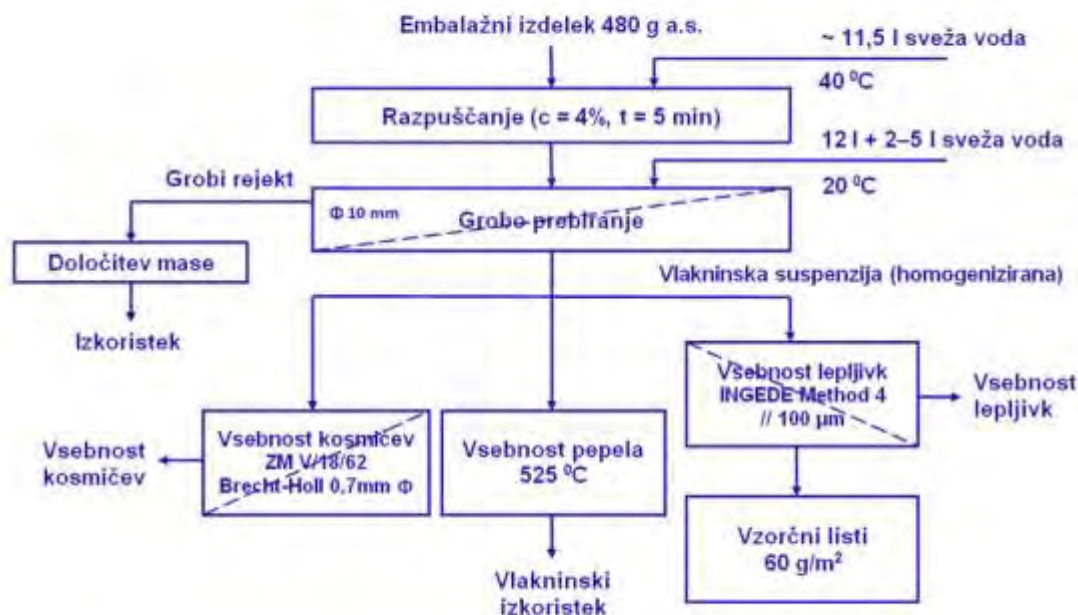 Embalažni izdelek 480 g a.s.
~ 11,5 l sveža voda
40 ⁰C
Razpuščanje (c = 4%, t = 5 min)
12 l + 2–5 l sveža voda
20 ⁰C
Grobi rejekt
Φ 10 mm
Grobo prebiranje
Določitev mase
Vlakninska suspenzija (homogenizirana)
Izkoristek
Vsebnost lepljivk
INGEDE Method 4
// 100 µm
Vsebnost
lepljivk
Vsebnost
kosmičev
Vsebnost kosmičev
ZM V/18/62
Brecht-Holl 0,7mm Φ
Vsebnost pepela
525 ⁰C
Vzorčni listi
60 g/m²
Vlakninski
izkoristek